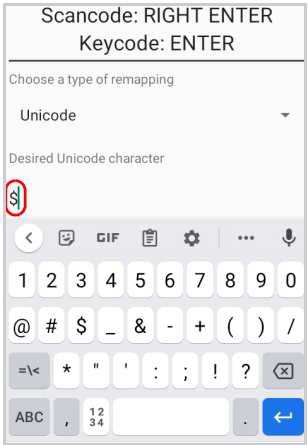 Scancode: RIGHT ENTER
Keycode: ENTER
Choose a type of remapping
Unicode
Desired Unicode character
$
GIF
1 2 3 4 5 6 7 8 9 0
@ # $ _ & - + ( ) /
=\< * " ' : ; ! ?
ABC , 12 34 .